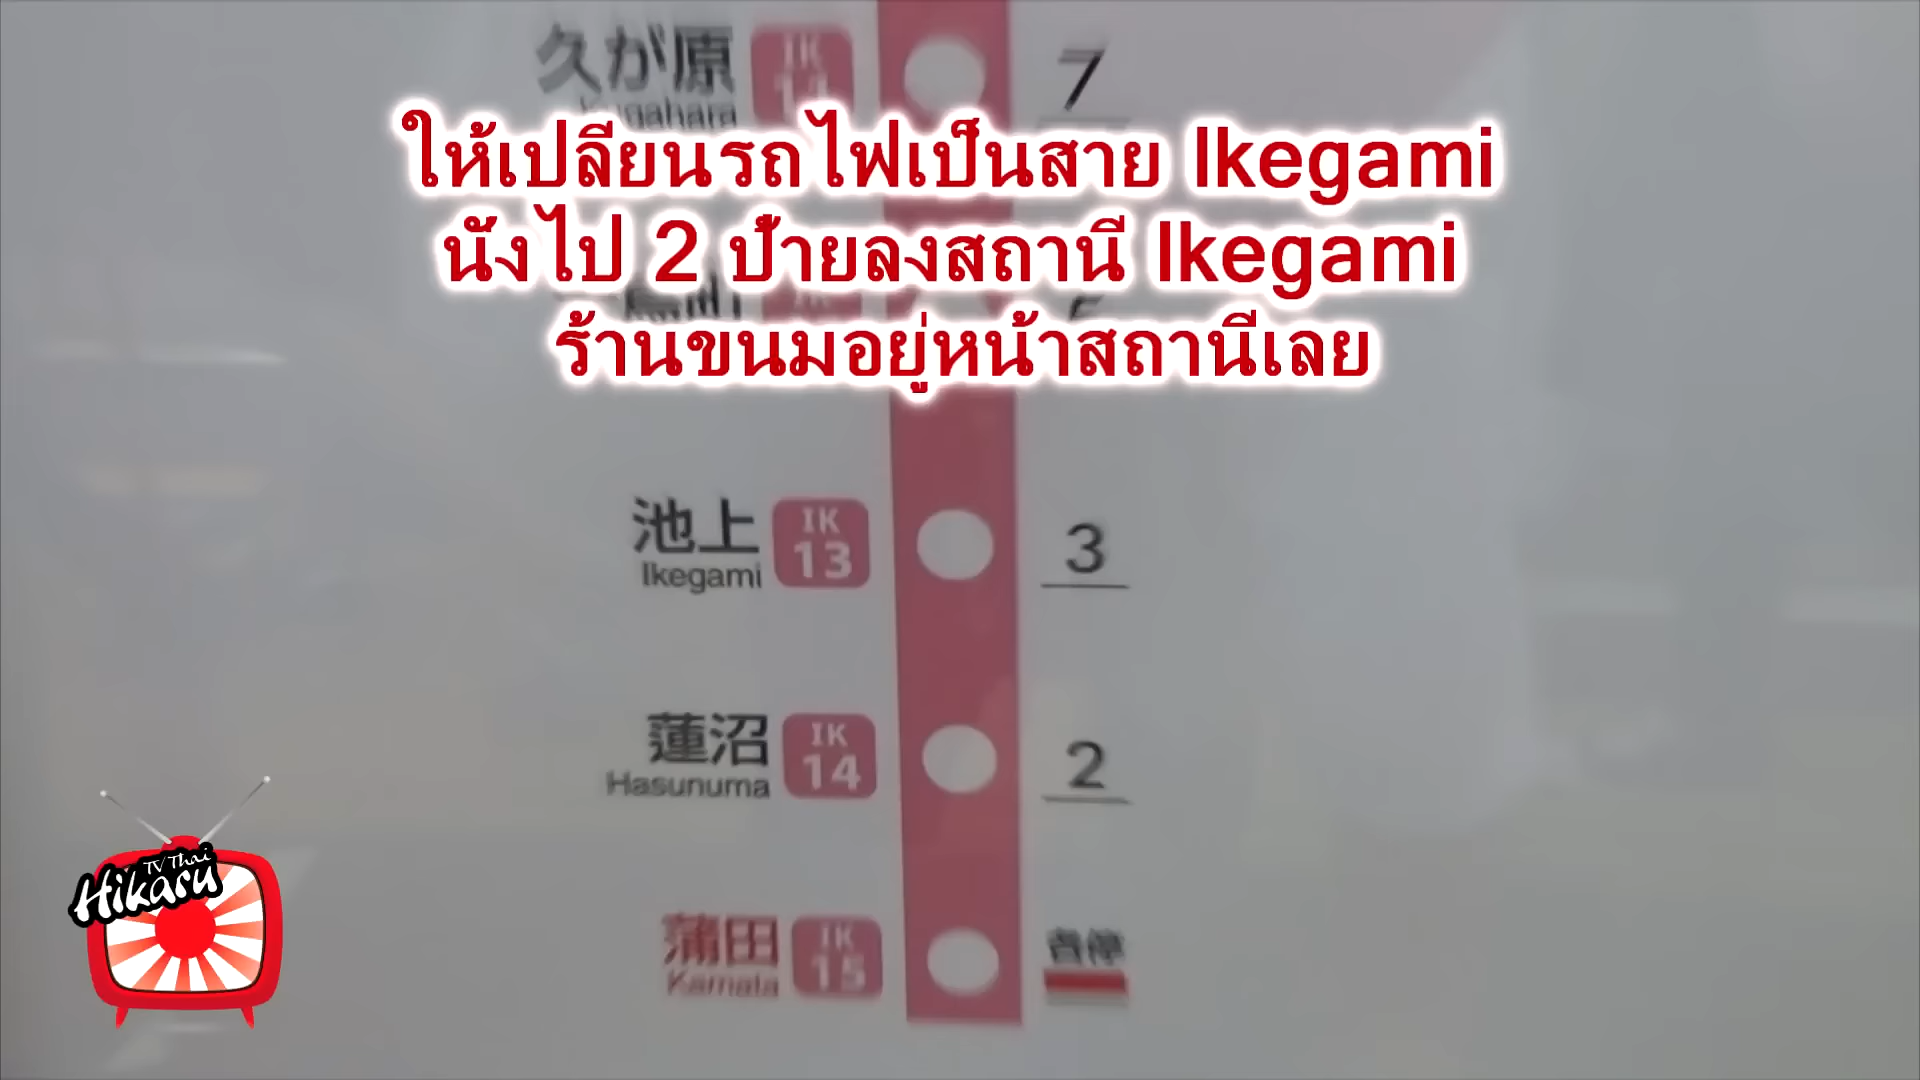 久が原 IK 7
Kugahara
ให้เปลี่ยนรถไฟเป็นสาย Ikegami
นั่งไป 2 ป้ายลงสถานี Ikegami
ร้านขนมอยู่หน้าสถานีเลย
池上 IK 13 3
Ikegami
蓮沼 IK 14 2
Hasunuma
蒲田 IK 15
Kamata
TV Thai
Hikaru